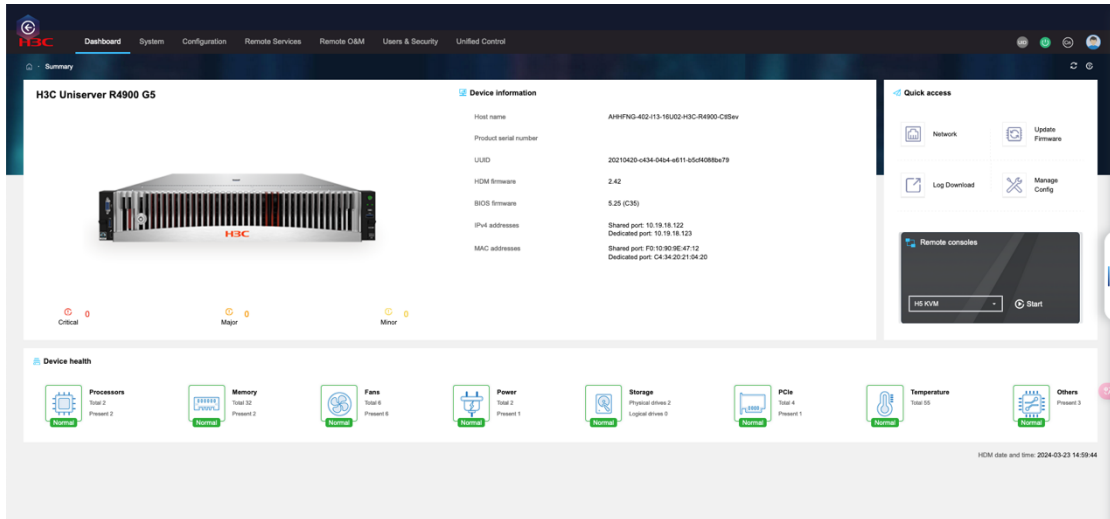 H3C
Dashboard System Configuration Remote Services Remote O&M Users & Security Unified Control
UID
Summary
H3C Uniserver R4900 G5
H3C
Critical 0
Major 0
Minor 0
Device information
Host name AHHFNG-402-I13-16U02-H3C-R4900-CtlSev
Product serial number
UUID 20210420-c434-04b4-e611-b5cf4088be79
HDM firmware 2.42
BIOS firmware 5.25 (C35)
IPv4 addresses Shared port: 10.19.18.122
Dedicated port: 10.19.18.123
MAC addresses Shared port: F0:10:90:9E:47:12
Dedicated port: C4:34:20:21:04:20
Quick access
Network
Update
Firmware
Log Download
Manage
Config
Remote consoles
H5 KVM
Start
Device health
Processors
Total 2
Present 2
Normal
Memory
Total 32
Present 2
Normal
Fans
Total 6
Present 6
Normal
Power
Total 2
Present 1
Normal
Storage
Physical drives 2
Logical drives 0
Normal
PCIe
Total 4
Present 1
Normal
Temperature
Total 55
Normal
Others
Present 3
Normal
HDM date and time: 2024-03-23 14:59:44